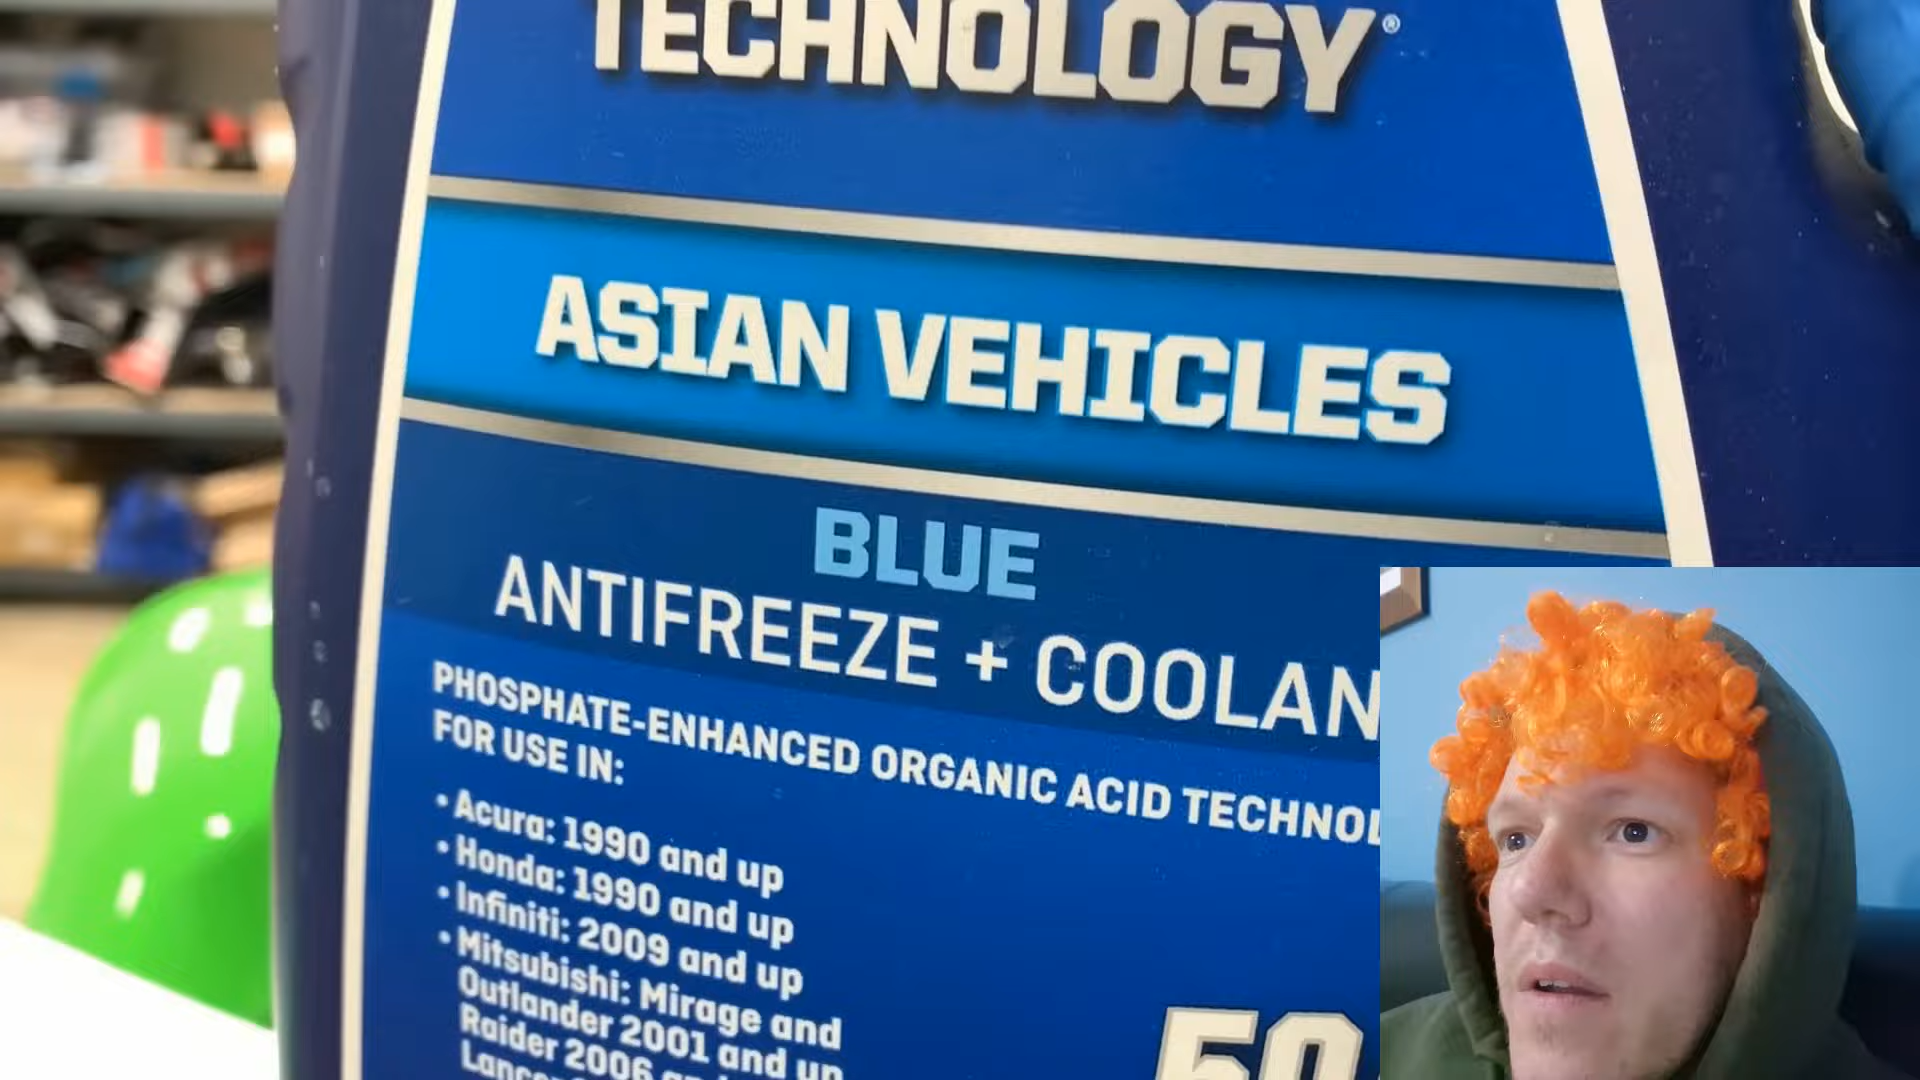 TECHNOLOGY®
ASIAN VEHICLES
BLUE
ANTIFREEZE + COOLAN
PHOSPHATE-ENHANCED ORGANIC ACID TECHNOL
FOR USE IN:
• Acura: 1990 and up
• Honda: 1990 and up
• Infiniti: 2009 and up
• Mitsubishi: Mirage and
Outlander 2001 and up
Raider 2006
50